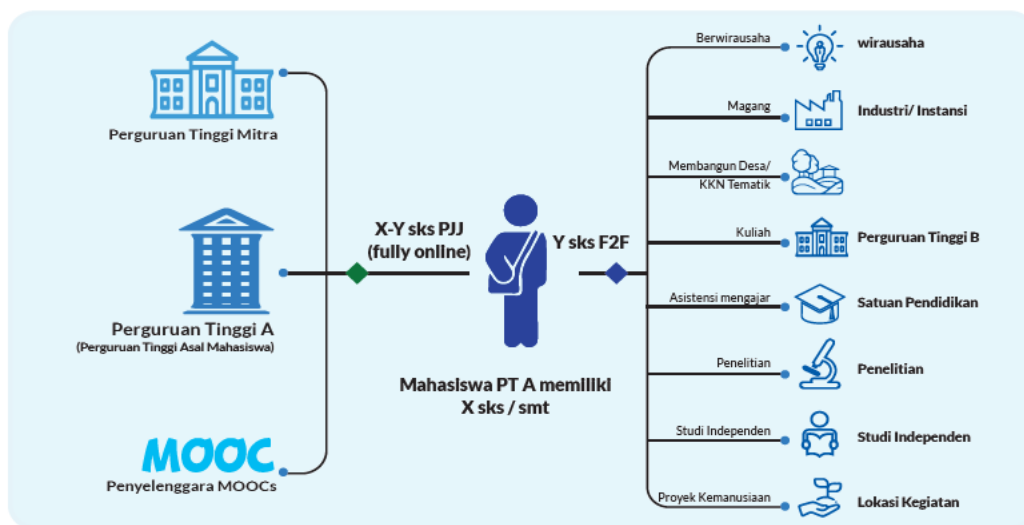 Perguruan Tinggi Mitra
Perguruan Tinggi A
(Perguruan Tinggi Asal Mahasiswa)
MOOC
Penyelenggara MOOCs
X-Y sks PJJ
(fully online)
Y sks F2F
Mahasiswa PT A memiliki
X sks / smt
Berwirausaha
wirausaha
Magang
Industri/ Instansi
Membangun Desa/
KKN Tematik
Kuliah
Perguruan Tinggi B
Asistensi mengajar
Satuan Pendidikan
Penelitian
Penelitian
Studi Independen
Studi Independen
Proyek Kemanusiaan
Lokasi Kegiatan